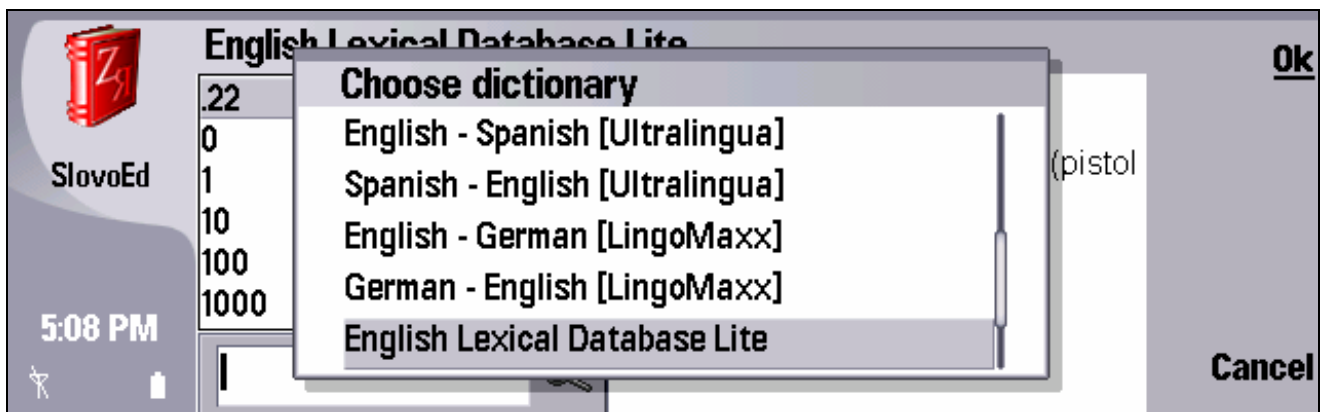 English Lexical Database Lite
Ok
Choose dictionary
.22
English - Spanish [Ultralingua]
0
(pistol
SlovoEd
1
Spanish - English [Ultralingua]
10
English - German [LingoMaxx]
100
German - English [LingoMaxx]
1000
5:08 PM
English Lexical Database Lite
Cancel